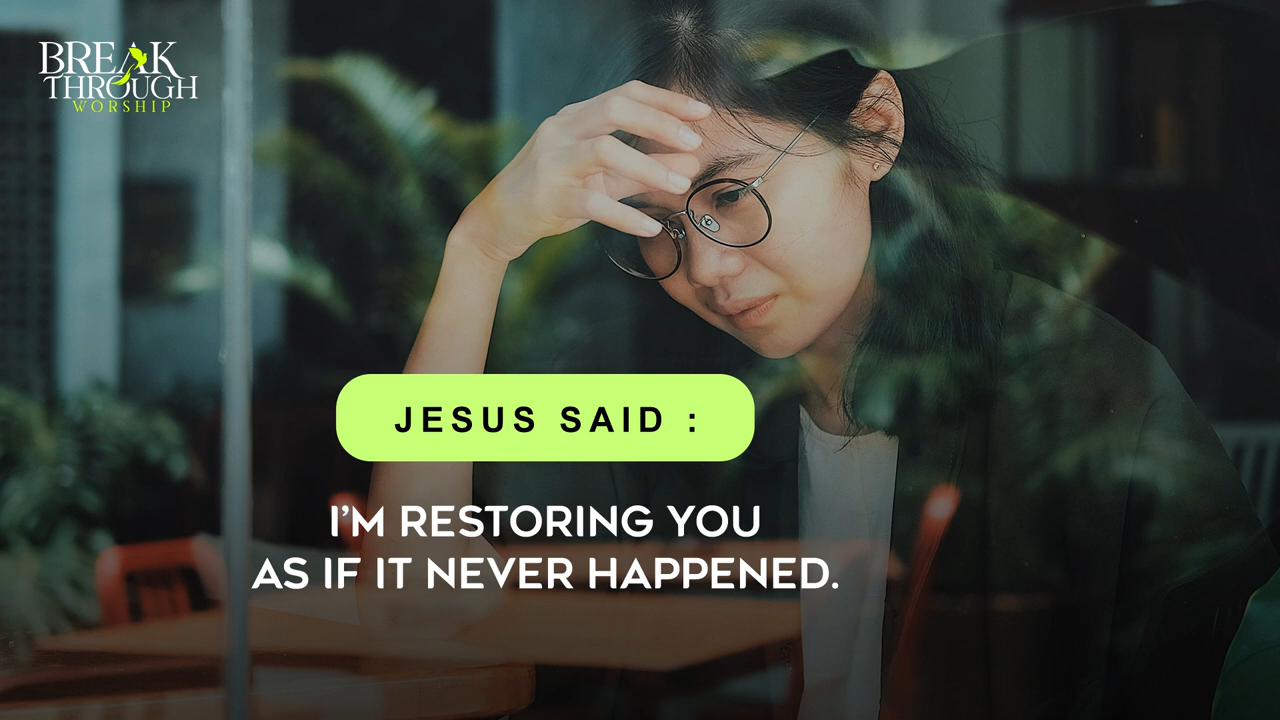 BREAK
THROUGH
WORSHIP
JESUS SAID :
I'M RESTORING YOU
AS IF IT NEVER HAPPENED.